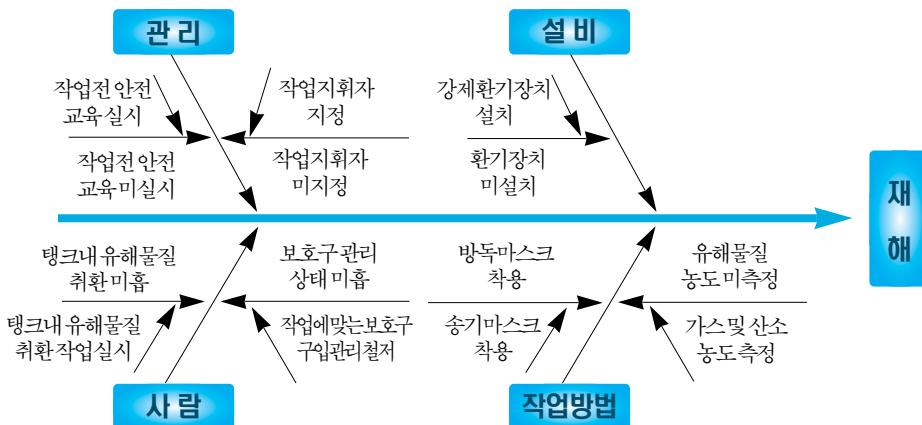 관리
설비
작업전 안전
교육 실시
작업지휘자
지정
강제환기장치
설치
작업전 안전
교육 미실시
작업지휘자
미지정
환기장치
미설치
재
해
탱크내 유해물질
취환 미흡
보호구 관리
상태 미흡
방독마스크
착용
유해물질
농도 미측정
탱크내 유해물질
취환 작업실시
작업에 맞는 보호구
구입관리철저
송기마스크
착용
가스 및 산소
농도 측정
사람
작업방법